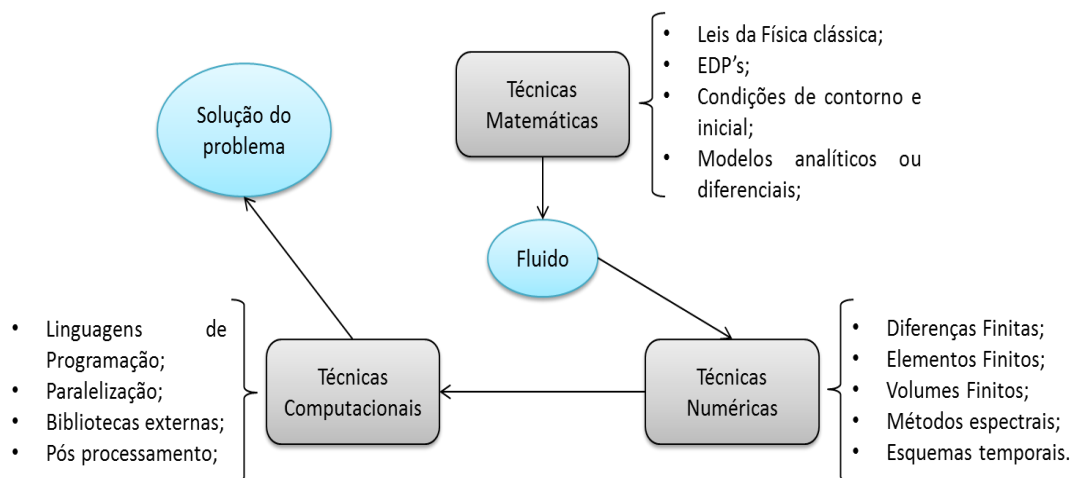 Solução do
problema
Técnicas
Matemáticas
• Leis da Física clássica;
• EDP's;
• Condições de contorno e
inicial;
• Modelos analíticos ou
diferenciais;
Fluido
• Linguagens de
Programação;
• Paralelização;
• Bibliotecas externas;
• Pós processamento;
Técnicas
Computacionais
Técnicas
Numéricas
• Diferenças Finitas;
• Elementos Finitos;
• Volumes Finitos;
• Métodos espectrais;
• Esquemas temporais.